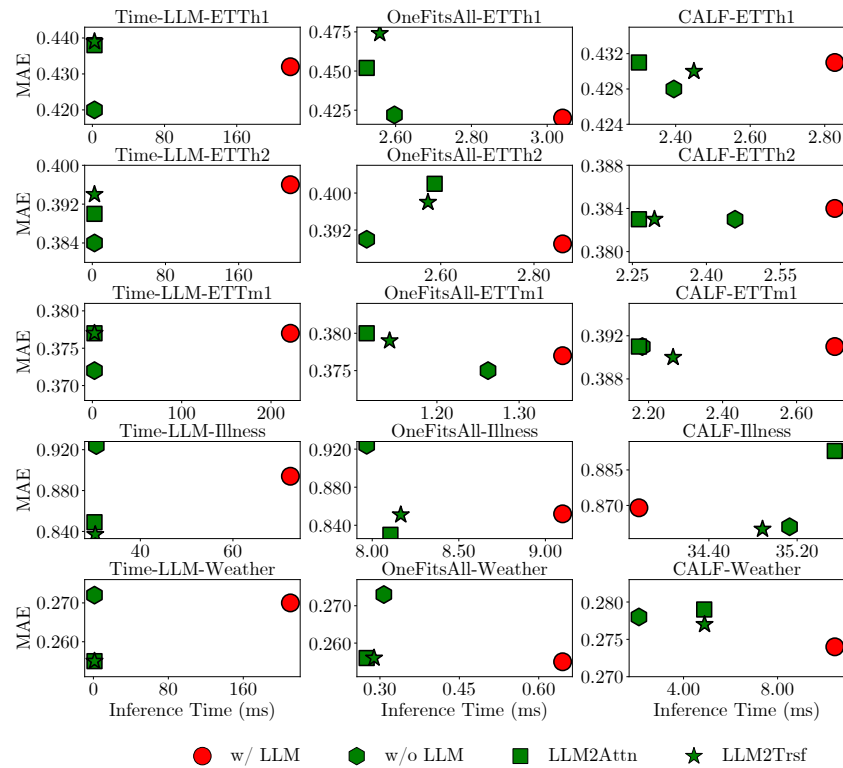 Time-LLM-ETTh1 OneFitsAll-ETTh1 CALF-ETTh1
MAE
0.440
0.430
0.420
0 80 160
0.475
0.450
0.425
2.60 2.80 3.00
0.432
0.428
0.424
2.40 2.60 2.80
Time-LLM-ETTh2 OneFitsAll-ETTh2 CALF-ETTh2
MAE
0.400
0.392
0.384
0 80 160
0.400
0.392
2.60 2.80
0.388
0.384
0.380
2.25 2.40 2.55
Time-LLM-ETTm1 OneFitsAll-ETTm1 CALF-ETTm1
MAE
0.380
0.375
0.370
0 100 200
0.380
0.375
1.20 1.30
0.392
0.388
2.20 2.40 2.60
Time-LLM-Illness OneFitsAll-Illness CALF-Illness
MAE
0.920
0.880
0.840
40 60
0.920
0.880
0.840
8.00 8.50 9.00
0.885
0.870
34.40 35.20
Time-LLM-Weather OneFitsAll-Weather CALF-Weather
MAE
0.270
0.260
0 80 160
0.270
0.260
0.30 0.45 0.60
0.280
0.275
0.270
4.00 8.00
Inference Time (ms) Inference Time (ms) Inference Time (ms)
w/ LLM w/o LLM LLM2Attn LLM2Trsf